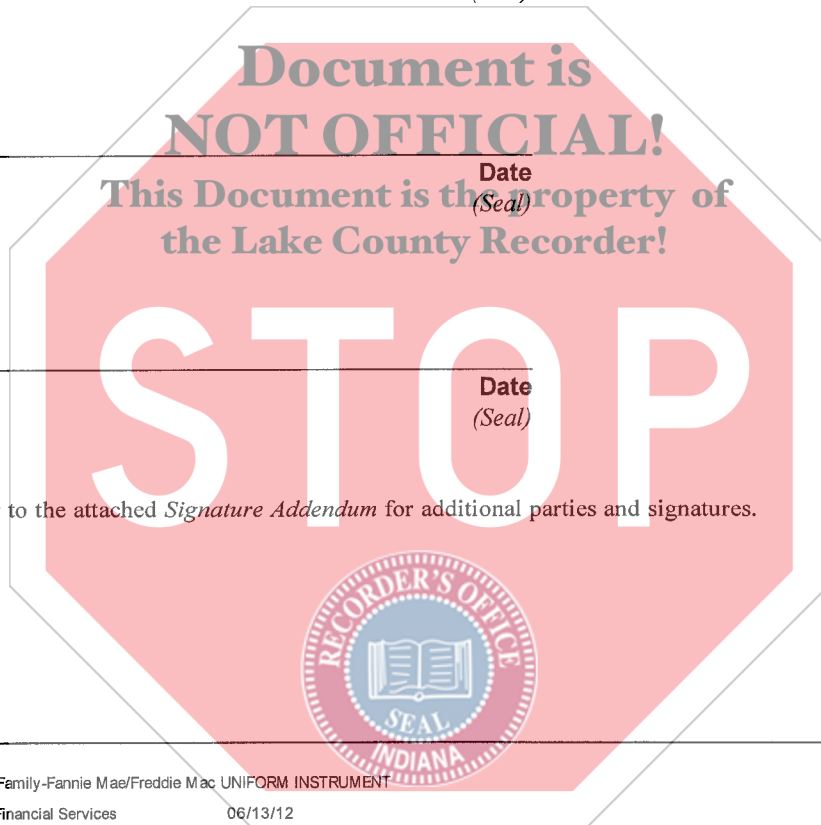 Document is
NOT OFFICIAL!
Date
This Document is the property of
(Seal)
the Lake County Recorder!
STOP
Date
(Seal)
to the attached Signature Addendum for additional parties and signatures.
RECORDER'S OFFICE
SEAL
INDIANA
Family-Fannie Mae/Freddie Mac UNIFORM INSTRUMENT
Financial Services 06/13/12